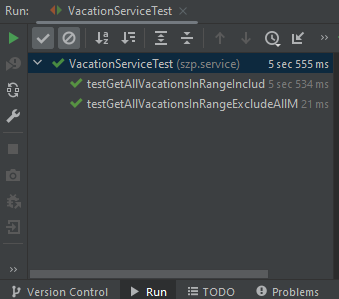 Run: VacationServiceTest
VacationServiceTest (szp.service) 5 sec 555 ms
testGetAllVacationsInRangeInclud 5 sec 534 ms
testGetAllVacationsInRangeExcludeAllM 21 ms
Version Control Run TODO Problems